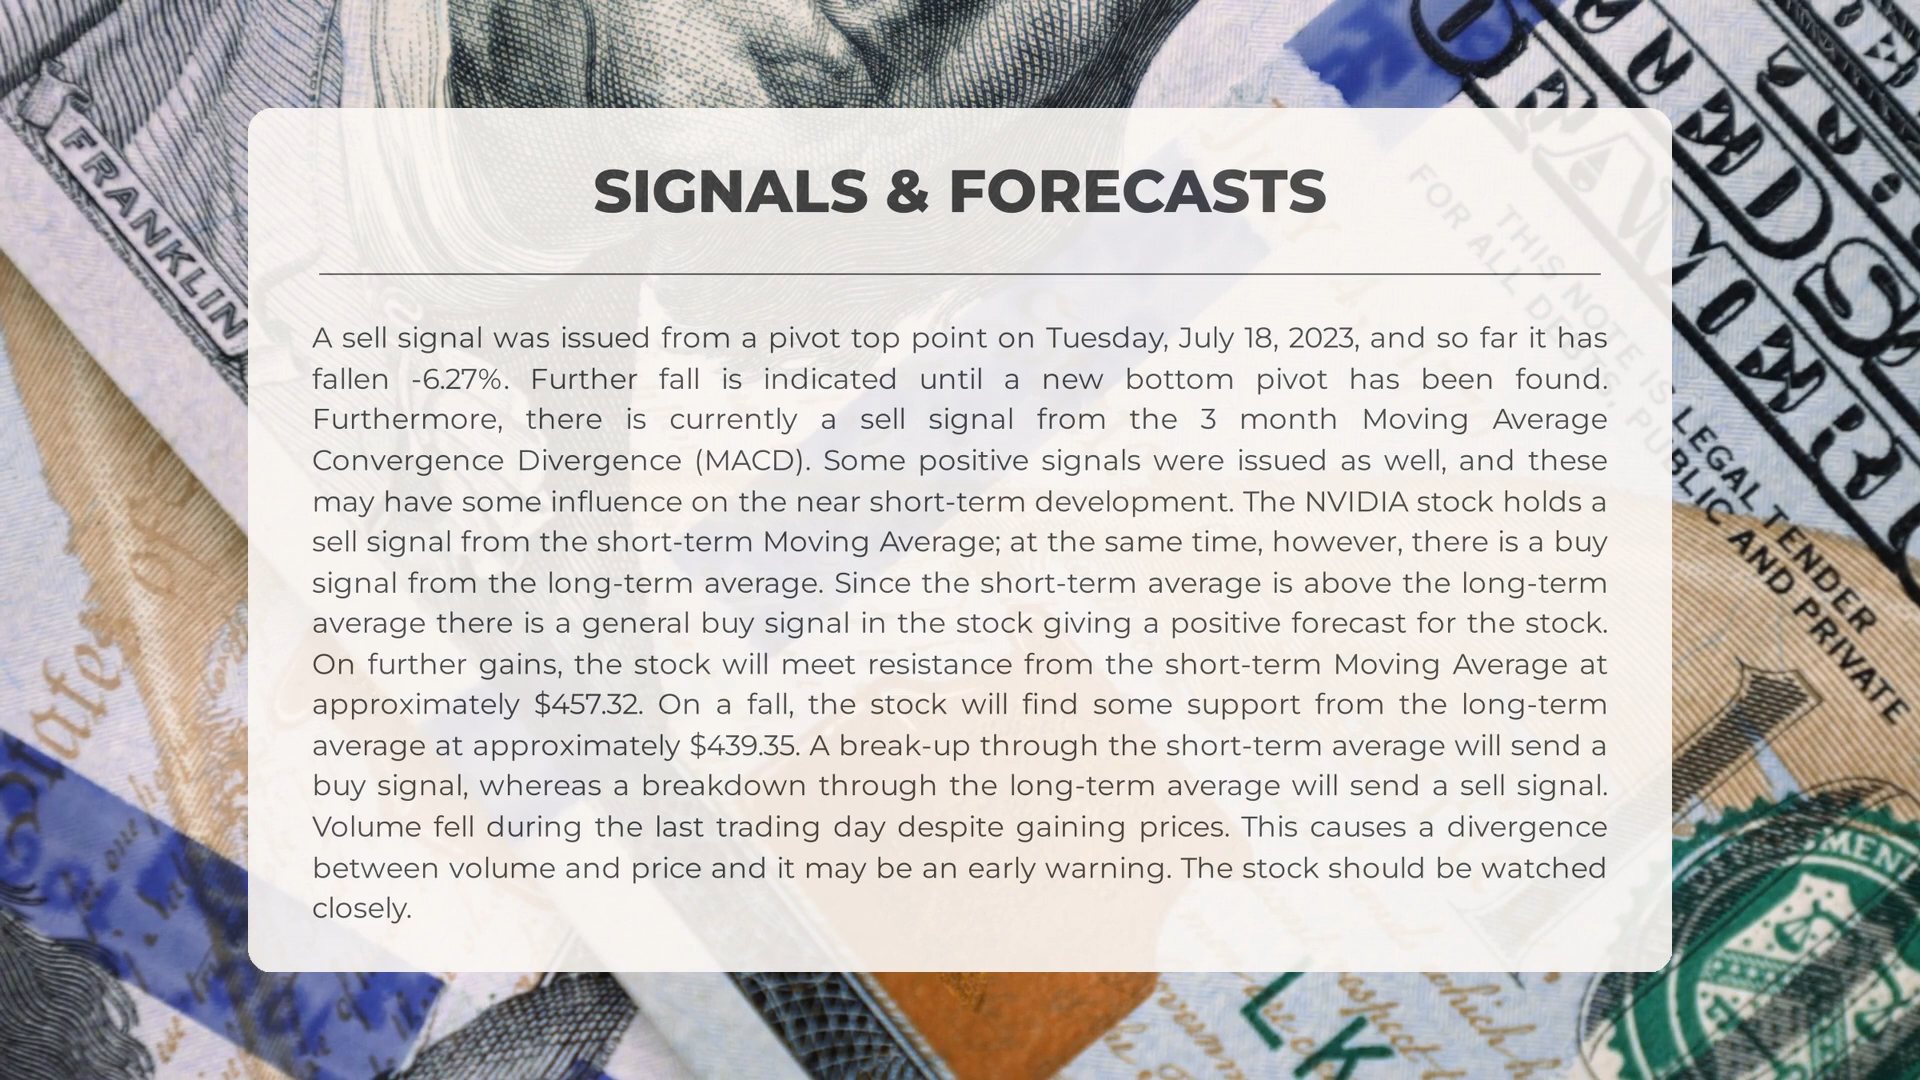 FRANKLIN
SIGNALS & FORECASTS
THIS NOTE IS LEGAL TENDER
FOR ALL DEBTS, PUBLIC AND PRIVATE
A sell signal was issued from a pivot top point on Tuesday, July 18, 2023, and so far it has
fallen -6.27%. Further fall is indicated until a new bottom pivot has been found.
Furthermore, there is currently a sell signal from the 3 month Moving Average
Convergence Divergence (MACD). Some positive signals were issued as well, and these
may have some influence on the near short-term development. The NVIDIA stock holds a
sell signal from the short-term Moving Average; at the same time, however, there is a buy
signal from the long-term average. Since the short-term average is above the long-term
average there is a general buy signal in the stock giving a positive forecast for the stock.
On further gains, the stock will meet resistance from the short-term Moving Average at
approximately $457.32. On a fall, the stock will find some support from the long-term
average at approximately $439.35. A break-up through the short-term average will send a
buy signal, whereas a breakdown through the long-term average will send a sell signal.
Volume fell during the last trading day despite gaining prices. This causes a divergence
between volume and price and it may be an early warning. The stock should be watched
closely.